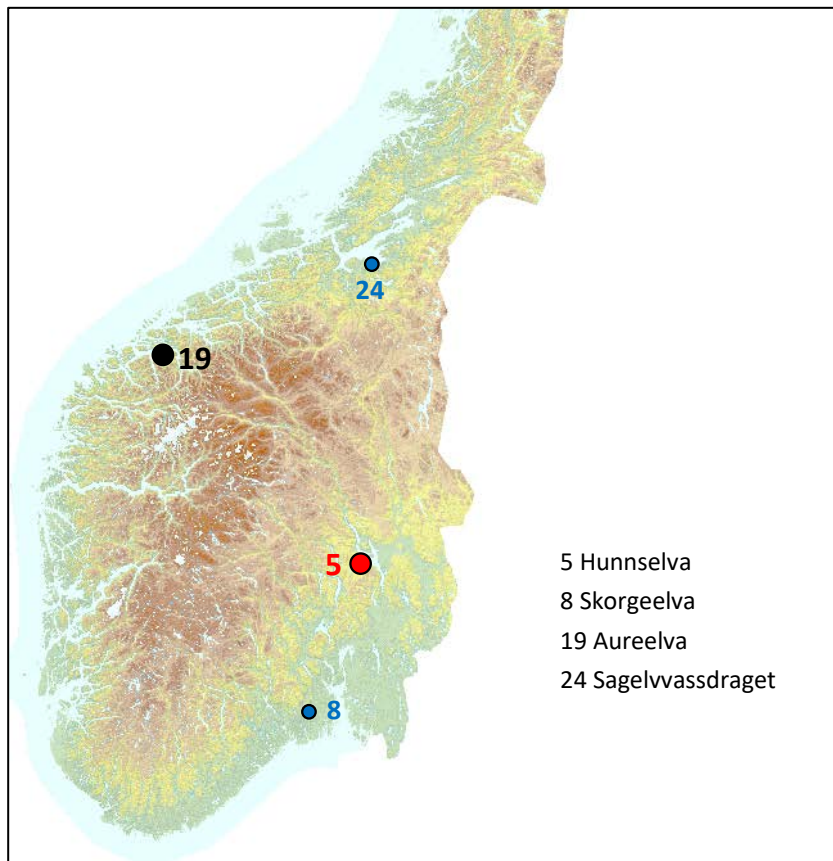 24
19
5
8
5 Hunnselva
8 Skorgeelva
19 Aureelva
24 Sagelvvassdraget